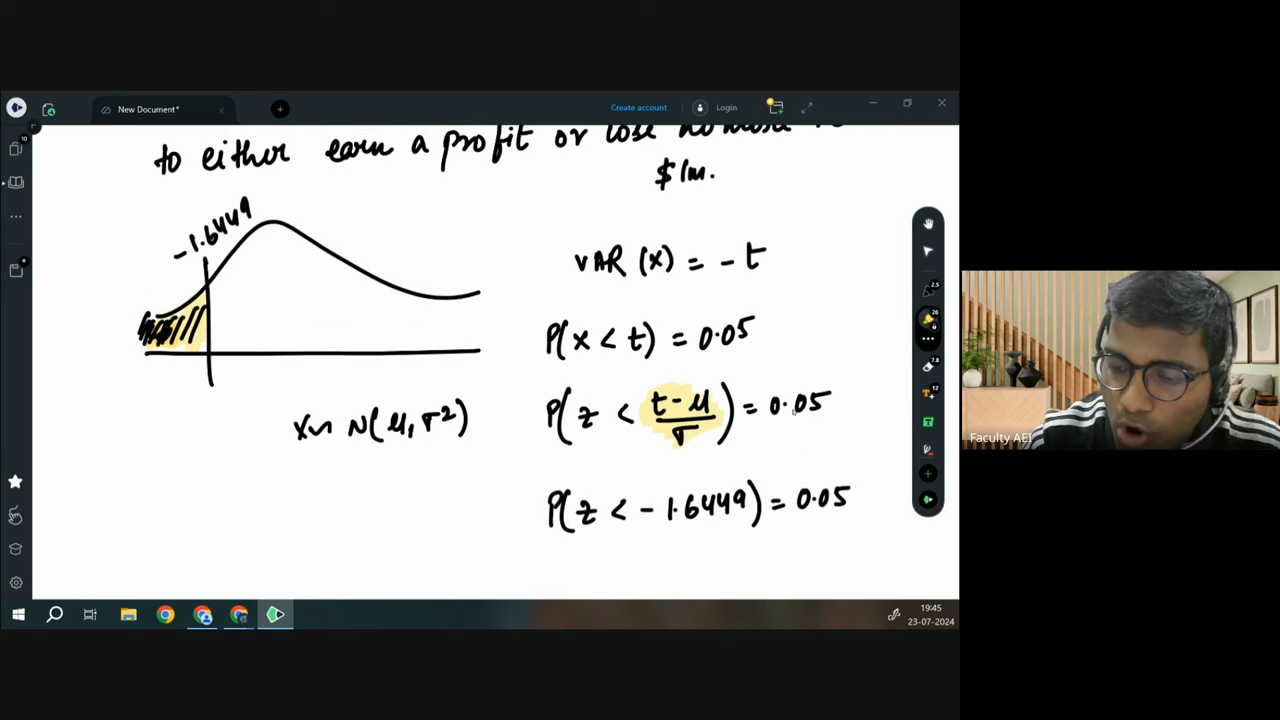 New Document*
Create account
Login
to either earn a profit or lose
$1m.
-1.6449
VAR (X) = - t
P(X < t) = 0.05
P(Z < t-μ/σ) = 0.05
X~ N(μ, σ²)
P(Z < - 1.6449) = 0.05
Faculty AEI
19:45
23-07-2024